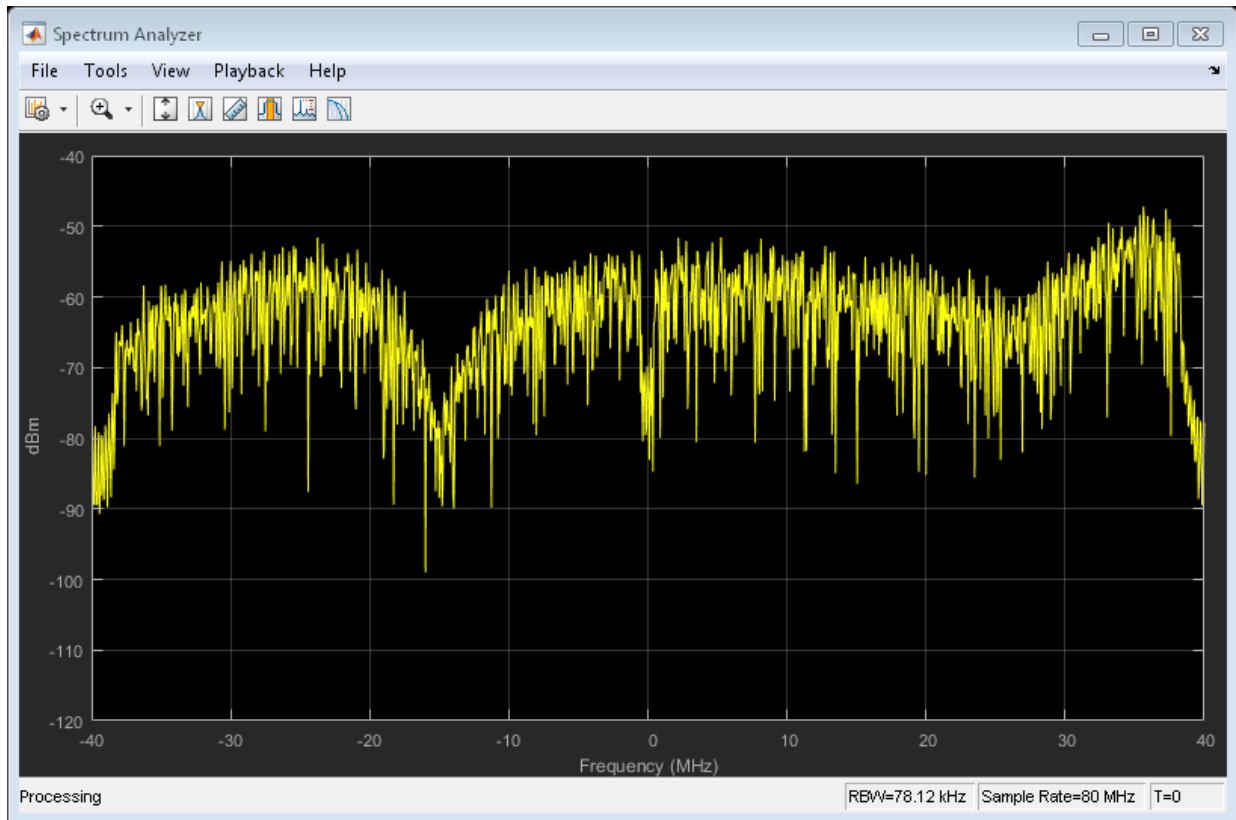 Spectrum Analyzer
File Tools View Playback Help
-40
-50
-60
-70
-80
-90
-100
-110
-120
dBm
-40 -30 -20 -10 0 10 20 30 40
Frequency (MHz)
Processing RBW=78.12 kHz Sample Rate=80 MHz T=0